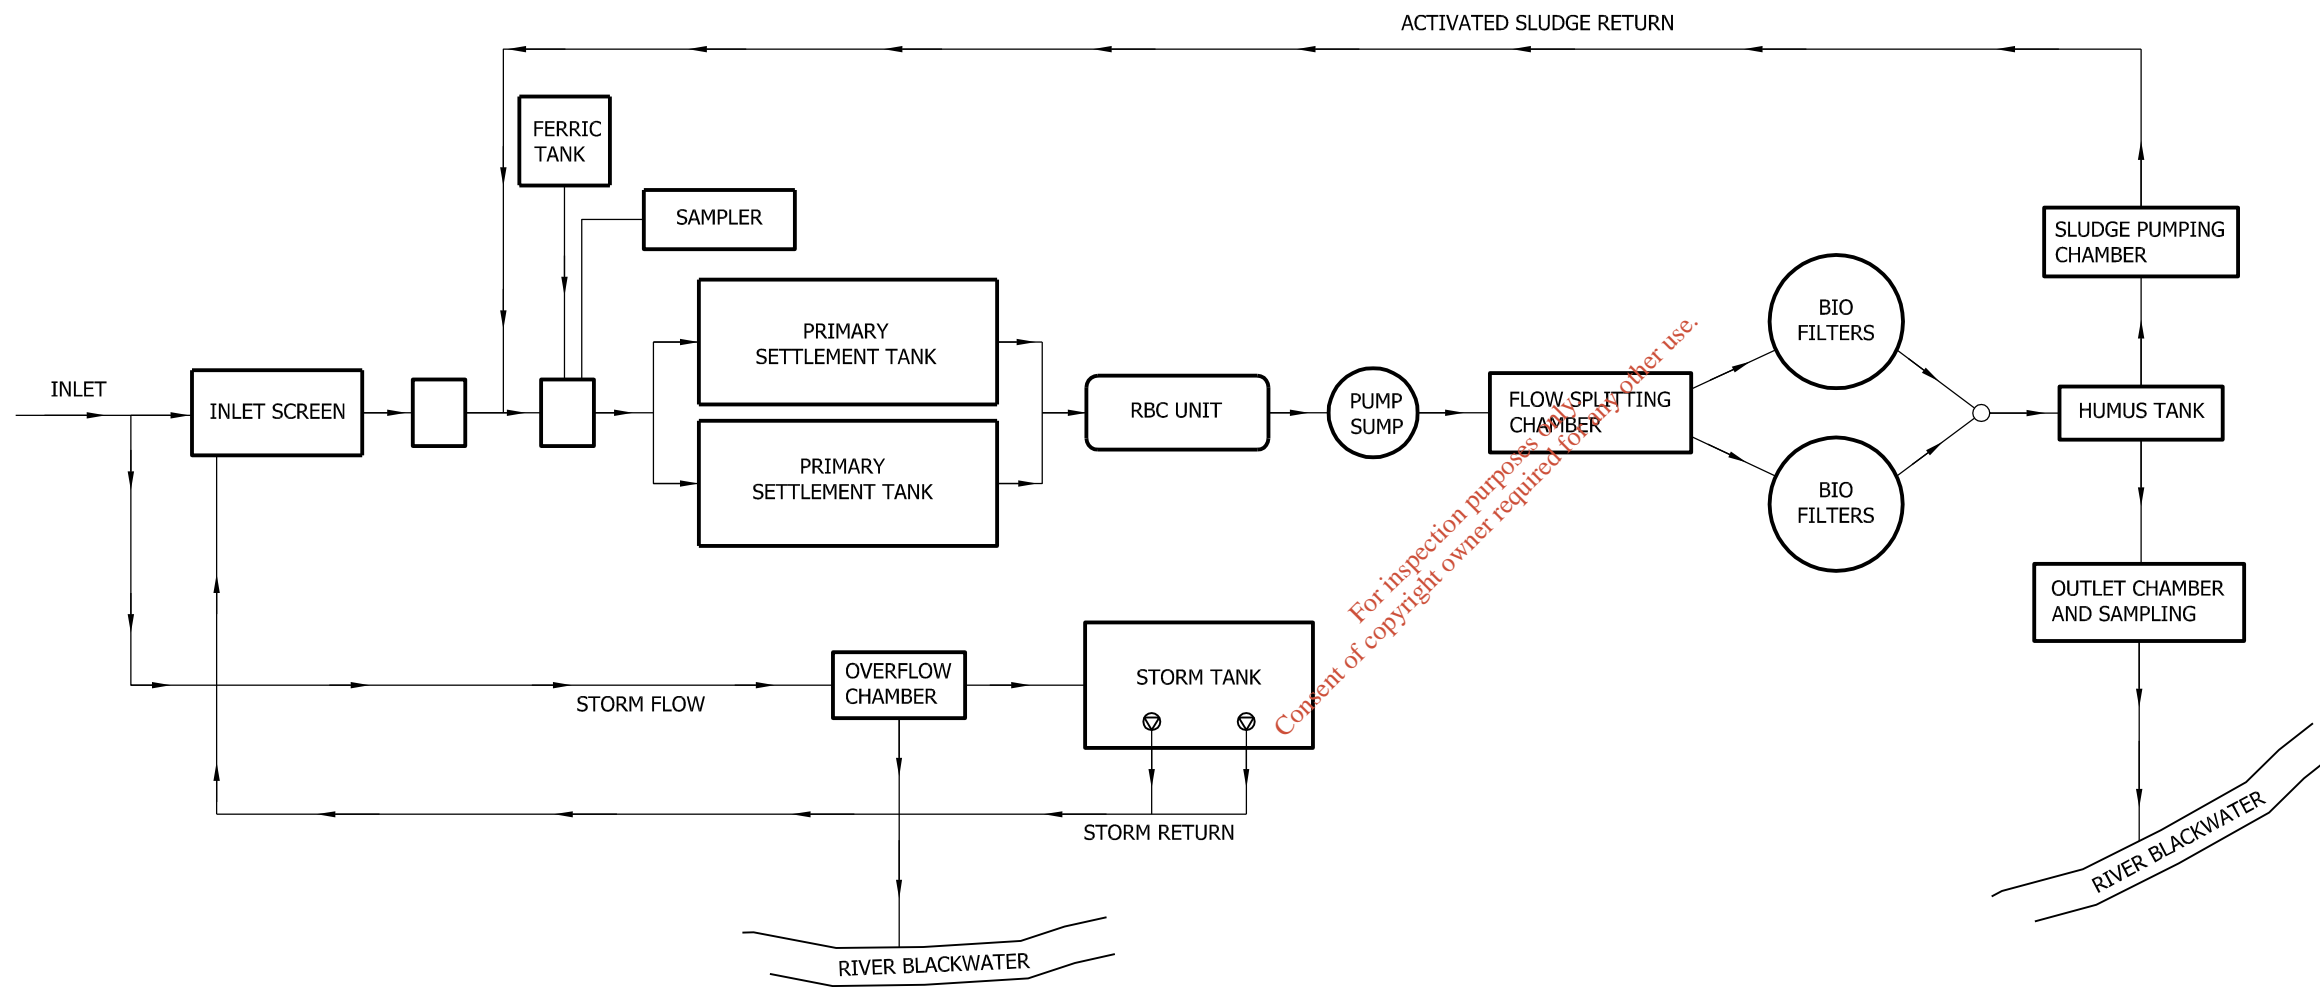 ACTIVATED SLUDGE RETURN
FERRIC
TANK
SAMPLER
SLUDGE PUMPING
CHAMBER
PRIMARY
SETTLEMENT TANK
BIO
FILTERS
INLET
INLET SCREEN
RBC UNIT
PUMP
SUMP
FLOW SPLITTING
CHAMBER
HUMUS TANK
PRIMARY
SETTLEMENT TANK
BIO
FILTERS
OUTLET CHAMBER
AND SAMPLING
OVERFLOW
CHAMBER
STORM TANK
STORM FLOW
STORM RETURN
RIVER BLACKWATER
RIVER BLACKWATER
For inspection purposes only.
Consent of copyright owner required for any other use.